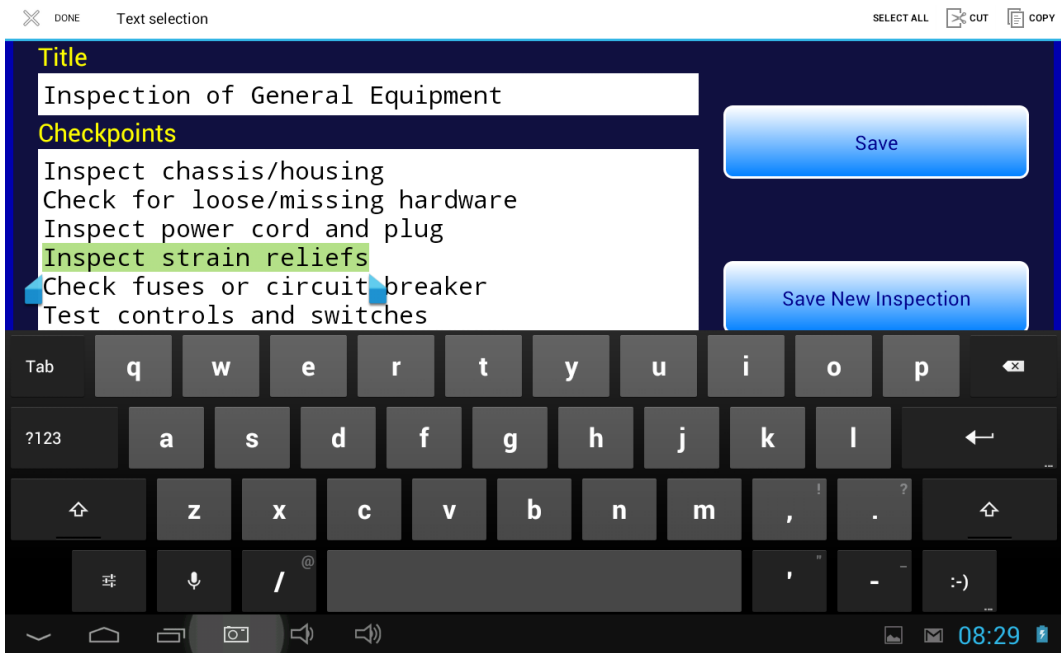 DONE Text selection SELECT ALL CUT COPY
Title
Inspection of General Equipment
Checkpoints
Inspect chassis/housing
Check for loose/missing hardware
Inspect power cord and plug
Inspect strain reliefs
Check fuses or circuit breaker
Test controls and switches
Save
Save New Inspection
Tab q w e r t y u i o p
?123 a s d f g h j k l
z x c v b n m , ! . ?
/ @ ' " - _ :-)
08:29